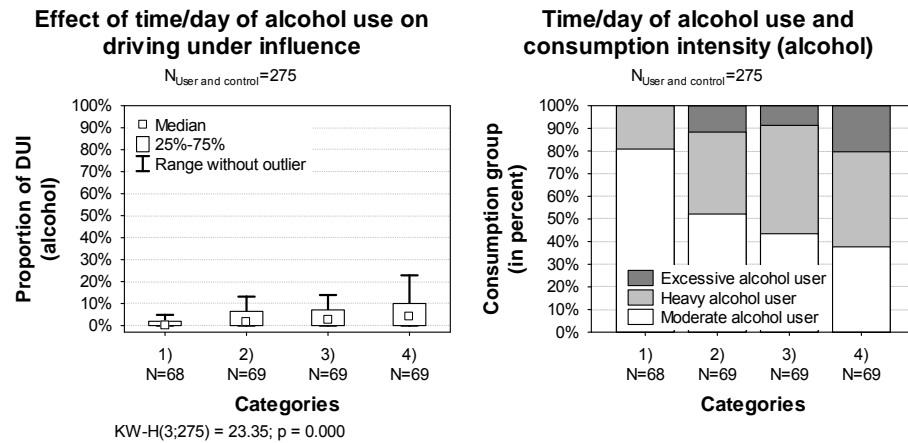 Effect of time/day of alcohol use on
driving under influence
NUser and control=275
Proportion of DUI
(alcohol)
100%
90%
80%
70%
60%
50%
40%
30%
20%
10%
0%
Median
25%-75%
Range without outlier
1) 2) 3) 4)
N=68 N=69 N=69 N=69
Categories
KW-H(3;275) = 23.35; p = 0.000
Time/day of alcohol use and
consumption intensity (alcohol)
NUser and control=275
Consumption group
(in percent)
100%
90%
80%
70%
60%
50%
40%
30%
20%
10%
0%
Excessive alcohol user
Heavy alcohol user
Moderate alcohol user
1) 2) 3) 4)
N=68 N=69 N=69 N=69
Categories